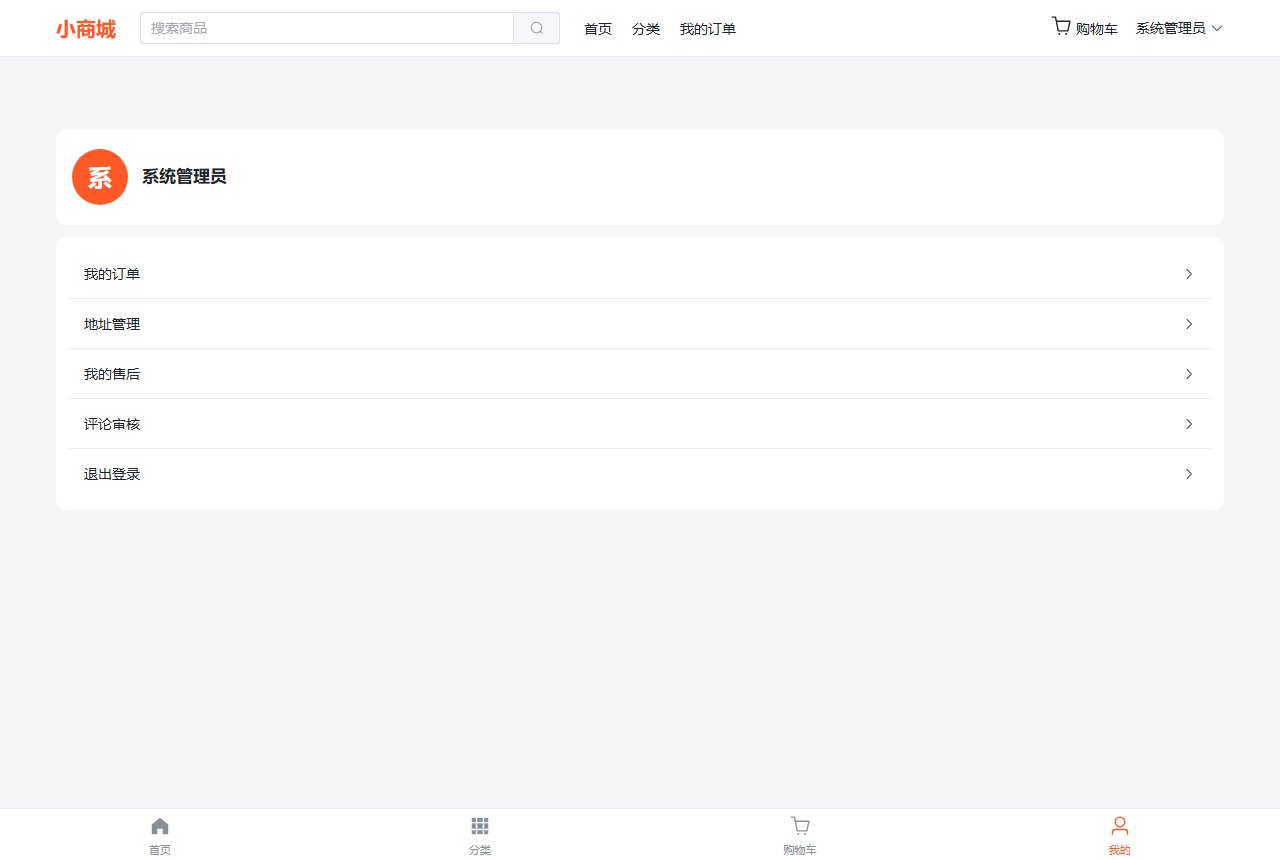 小商城 搜索商品 首页 分类 我的订单 购物车 系统管理员
系 系统管理员
我的订单
地址管理
我的售后
评论审核
退出登录
首页 分类 购物车 我的